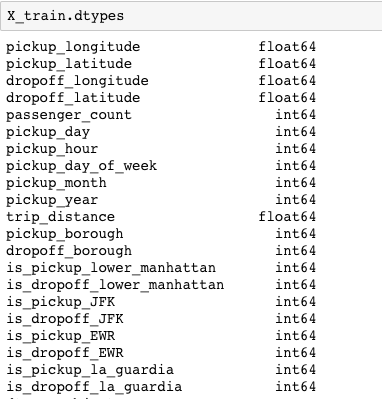 X_train.dtypes
pickup_longitude float64
pickup_latitude float64
dropoff_longitude float64
dropoff_latitude float64
passenger_count int64
pickup_day int64
pickup_hour int64
pickup_day_of_week int64
pickup_month int64
pickup_year int64
trip_distance float64
pickup_borough int64
dropoff_borough int64
is_pickup_lower_manhattan int64
is_dropoff_lower_manhattan int64
is_pickup_JFK int64
is_dropoff_JFK int64
is_pickup_EWR int64
is_dropoff_EWR int64
is_pickup_la_guardia int64
is_dropoff_la_guardia int64